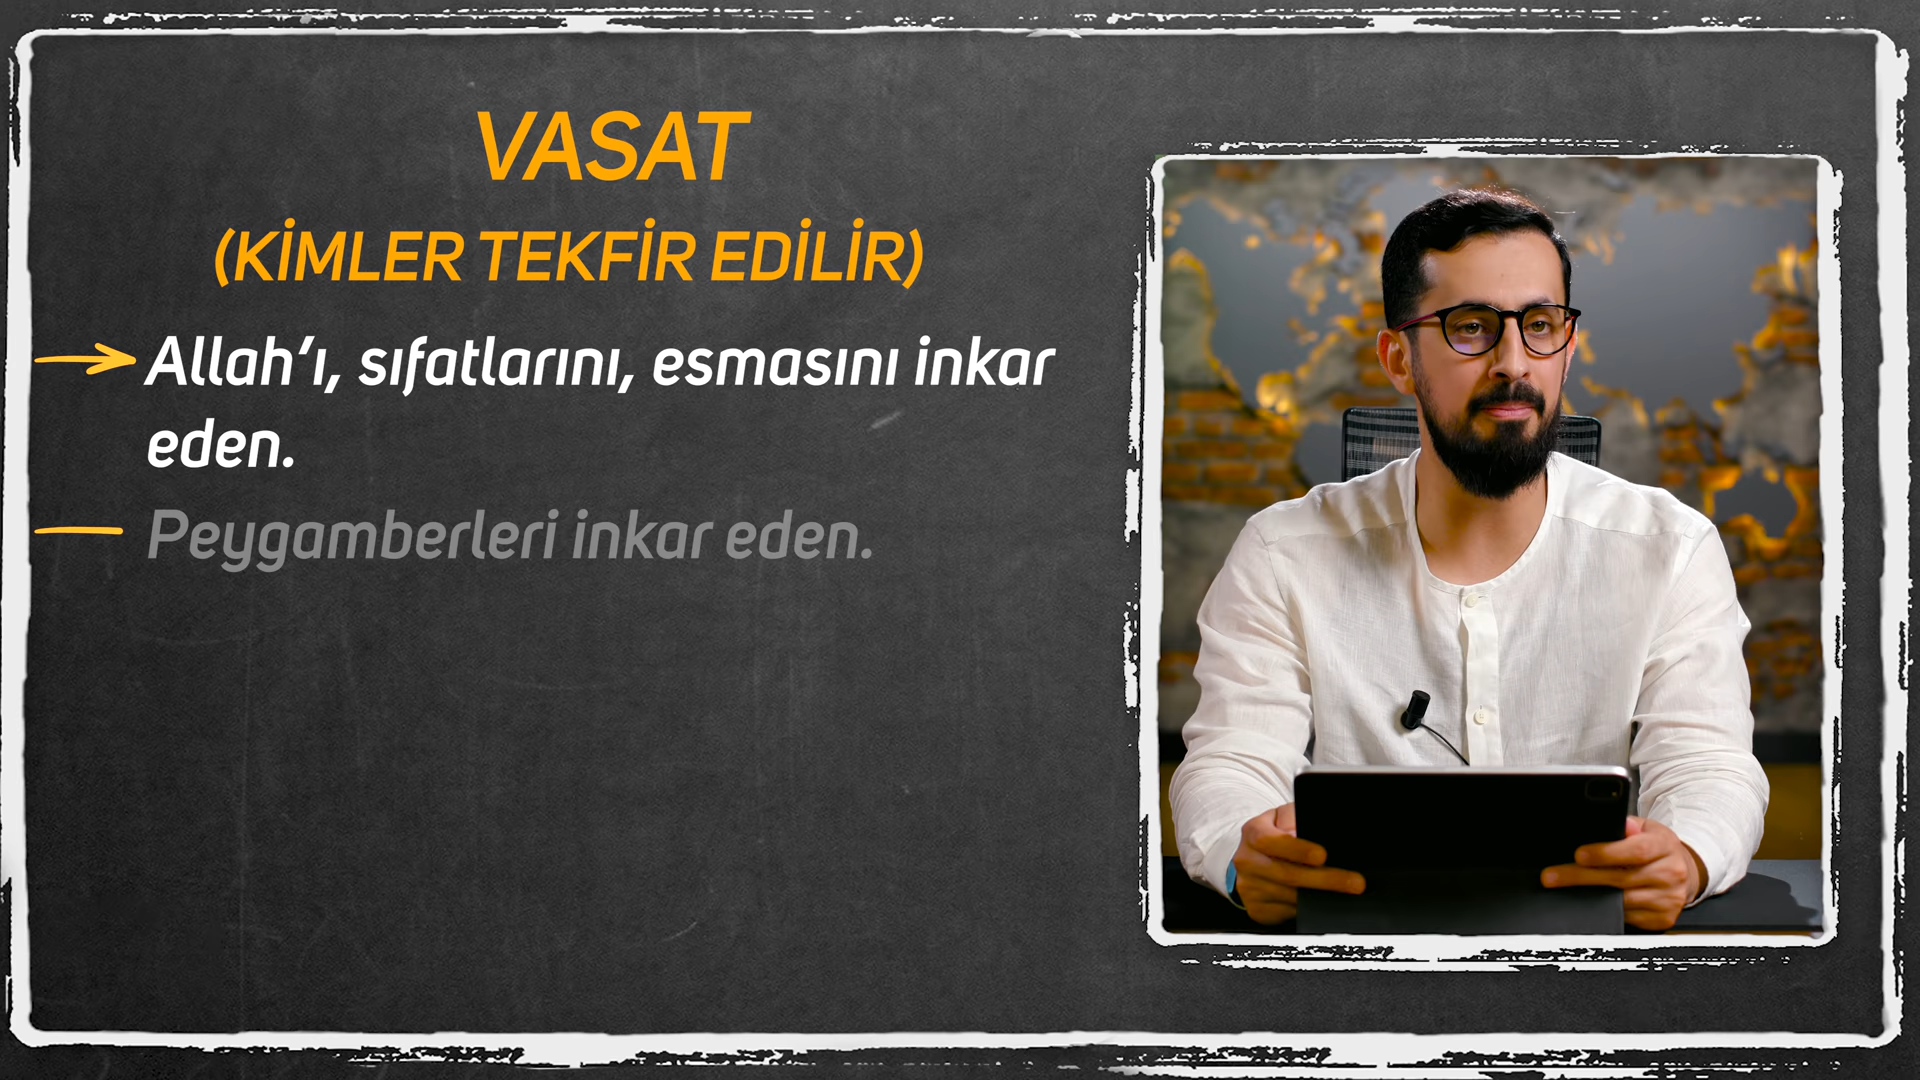 VASAT
(KİMLER TEKFİR EDİLİR)
Allah’ı, sıfatlarını, esmasını inkar
eden.
Peygamberleri inkar eden.